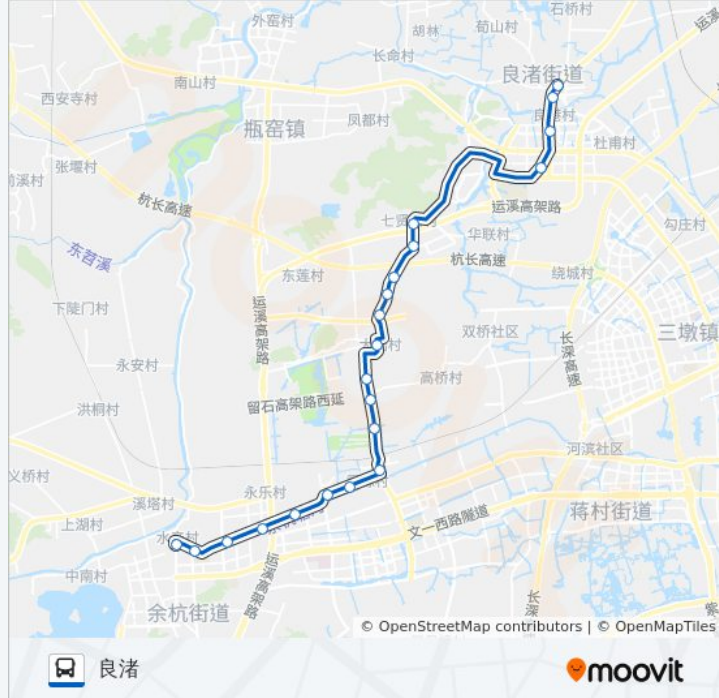 外窑村
石桥村
胡林
荀山村
长命村
良渚街道
南山村
西安寺村
瓶窑镇
凤都村
杜甫村
张堰村
杭长高速
运溪高架路
勾庄村
华联村
东苕溪
东莲村
杭长高速
绕城村
下陡门村
运溪高架路
双桥社区
长深高速
三墩镇
永安村
高桥村
留石高架路西延
洪桐村
河滨社区
义桥村
溪塔村
永乐村
上湖村
文一西路隧道
蒋村街道
中南村
运溪高架路
余杭街道
长深
紫
© OpenStreetMap contributors | © OpenMapTiles
良渚
moovit